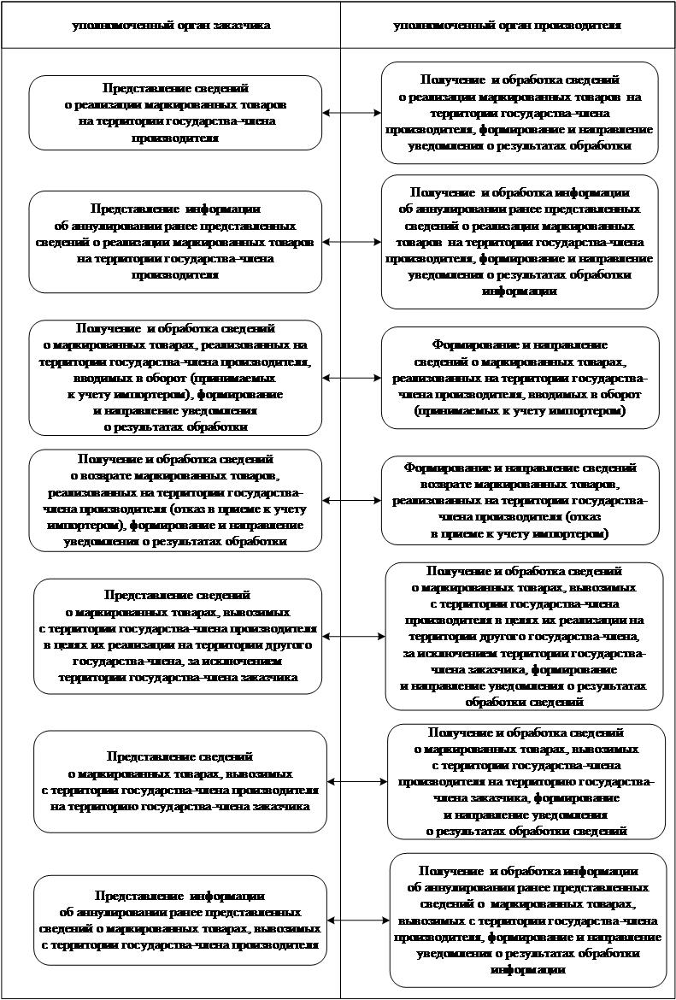 уполномоченный орган заказчика
уполномоченный орган производителя
Представление сведений
о реализации маркированных товаров
на территории государства-члена
производителя
Получение и обработка сведений
о реализации маркированных товаров на
территории государства-члена
производителя, формирование и направление
уведомления о результатах обработки
Представление информации
об аннулировании ранее представленных
сведений о реализации маркированных товаров
на территории государства-члена
производителя
Получение и обработка информации
об аннулировании ранее представленных
сведений о реализации маркированных
товаров на территории государства-члена
производителя, формирование и направление
уведомления о результатах обработки
информации
Получение и обработка сведений
о маркированных товарах, реализованных на
территории государства-члена производителя,
вводимых в оборот (принимаемых
к учету импортером), формирование
и направление уведомления
о результатах обработки
Формирование и направление
сведений о маркированных товарах,
реализованных на территории государства-
члена производителя, вводимых в оборот
(принимаемых к учету импортером)
Получение и обработка сведений
о возврате маркированных товаров,
реализованных на территории государства-
члена производителя (отказ в приеме к учету
импортером), формирование и направление
уведомления о результатах обработки
Формирование и направление сведений
возврате маркированных товаров,
реализованных на территории государства-
члена производителя (отказ
в приеме к учету импортером)
Представление сведений
о маркированных товарах, вывозимых
с территории государства-члена производителя
в целях их реализации на территории другого
государства-члена, за исключением
территории государства-члена заказчика
Получение и обработка сведений
о маркированных товарах, вывозимых
с территории государства-члена
производителя в целях их реализации на
территории другого государства-члена,
за исключением территории государства-
члена заказчика, формирование
и направление уведомления о результатах
обработки сведений
Представление сведений
о маркированных товарах, вывозимых
с территории государства-члена производителя
на территорию государства-члена заказчика
Получение и обработка сведений
о маркированных товарах, вывозимых
с территории государства-члена
производителя на территорию государства-
члена заказчика, формирование
и направление уведомления
о результатах обработки сведений
Представление информации
об аннулировании ранее представленных
сведений о маркированных товарах, вывозимых
с территории государства-члена производителя
Получение и обработка информации
об аннулировании ранее представленных
сведений о маркированных товарах,
вывозимых с территории государства-члена
производителя, формирование и направление
уведомления о результатах обработки
информации